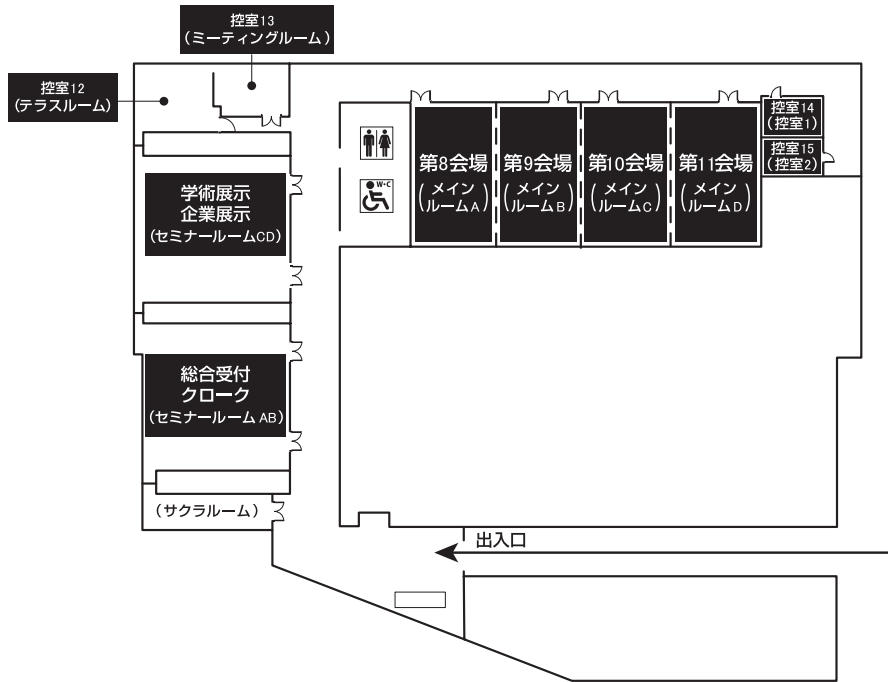 控室13
(ミーティングルーム)
控室12
(テラスルーム)
控室14
(控室1)
控室15
(控室2)
W・C
第8会場
(メイン
ルームA)
第9会場
(メイン
ルームB)
第10会場
(メイン
ルームC)
第11会場
(メイン
ルームD)
学術展示
企業展示
(セミナールームCD)
総合受付
クローク
(セミナールーム AB)
(サクラルーム)
出入口